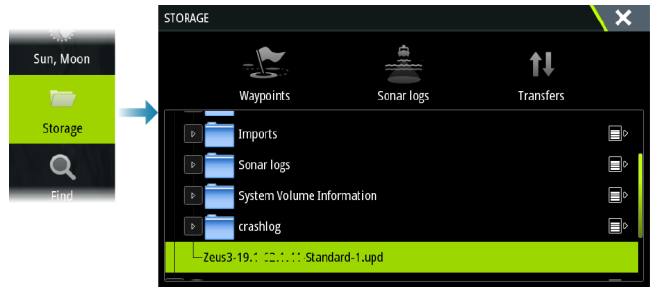 Sun, Moon
Storage
Find
STORAGE
Waypoints
Sonar logs
Transfers
Imports
Sonar logs
System Volume Information
crashlog
Standard-1.upd